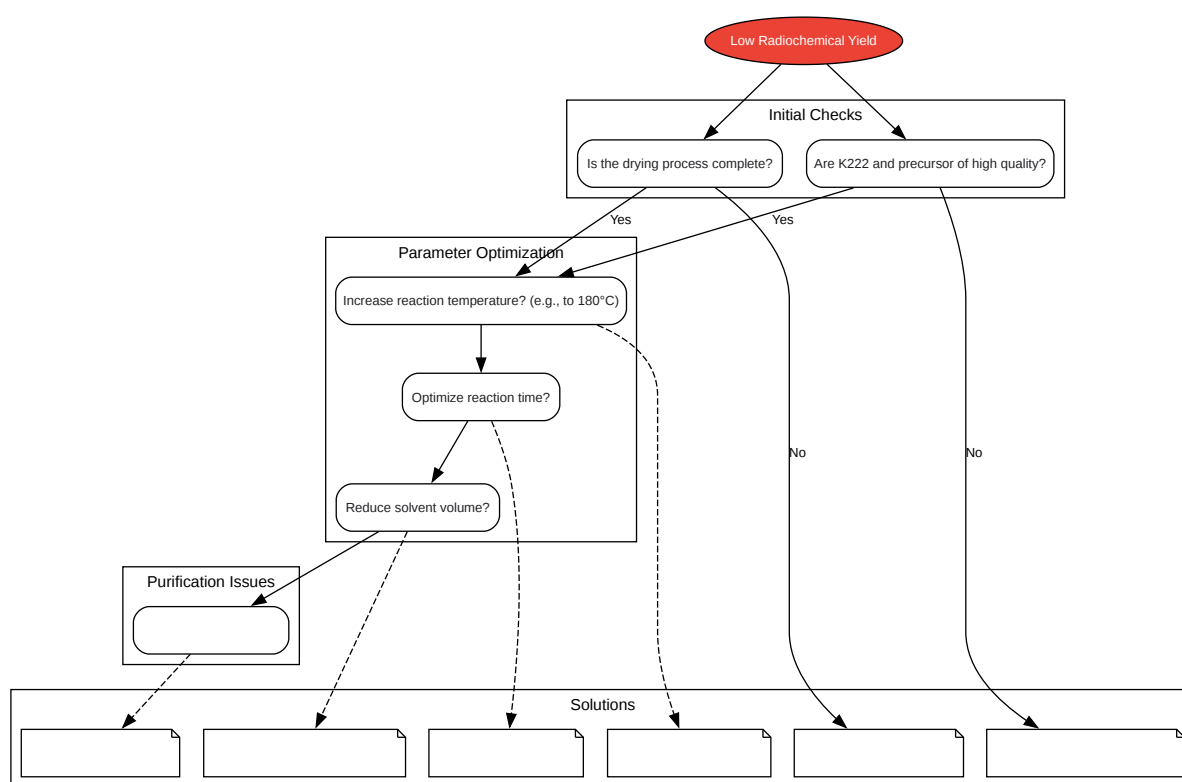 Low Radiochemical Yield
Initial Checks
Is the drying process complete?
Are K222 and precursor of high quality?
Yes
Yes
Parameter Optimization
Increase reaction temperature? (e.g., to 180°C)
Optimize reaction time?
No
No
Reduce solvent volume?
Purification Issues
Solutions